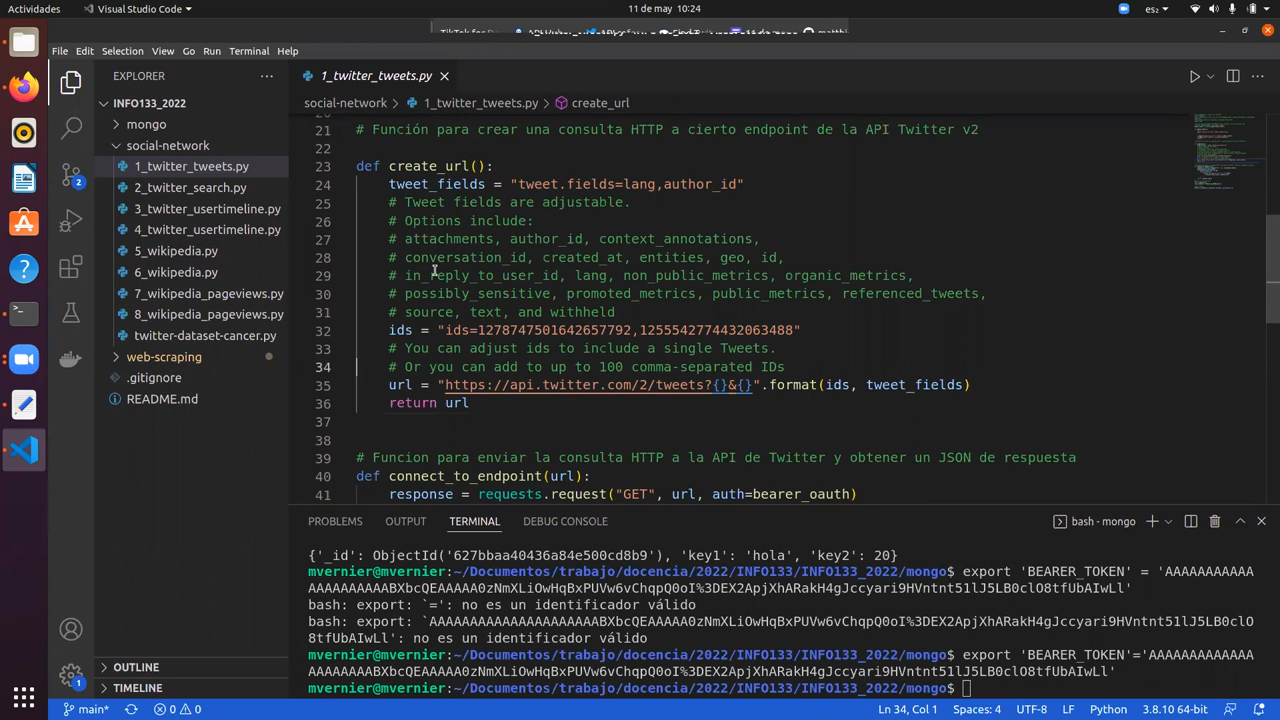 Actividades
Visual Studio Code
11 de may 10:24
es2
File Edit Selection View Go Run Terminal Help
EXPLORER
INFO133_2022
mongo
social-network
1_twitter_tweets.py
2_twitter_search.py
3_twitter_usertimeline.py
4_twitter_usertimeline.py
5_wikipedia.py
6_wikipedia.py
7_wikipedia_pageviews.py
8_wikipedia_pageviews.py
twitter-dataset-cancer.py
web-scraping
.gitignore
README.md
OUTLINE
TIMELINE
1_twitter_tweets.py
social-network > 1_twitter_tweets.py > create_url
21 # Función para crear una consulta HTTP a cierto endpoint de la API Twitter v2
22
23 def create_url():
24 tweet_fields = "tweet.fields=lang,author_id"
25 # Tweet fields are adjustable.
26 # Options include:
27 # attachments, author_id, context_annotations,
28 # conversation_id, created_at, entities, geo, id,
29 # in_reply_to_user_id, lang, non_public_metrics, organic_metrics,
30 # possibly_sensitive, promoted_metrics, public_metrics, referenced_tweets,
31 # source, text, and withheld
32 ids = "ids=1278747501642657792,1255542774432063488"
33 # You can adjust ids to include a single Tweets.
34 # Or you can add to up to 100 comma-separated IDs
35 url = "https://api.twitter.com/2/tweets?{}&{}".format(ids, tweet_fields)
36 return url
37
38
39 # Funcion para enviar la consulta HTTP a la API de Twitter y obtener un JSON de respuesta
40 def connect_to_endpoint(url):
41 response = requests.request("GET", url, auth=bearer_oauth)
PROBLEMS OUTPUT TERMINAL DEBUG CONSOLE
bash - mongo
{'_id': ObjectId('627bbaa40436a84e500cd8b9'), 'key1': 'hola', 'key2': 20}
mvernier@mvernier:~/Documentos/trabajo/docencia/2022/INFO133/INFO133_2022/mongo$ export 'BEARER_TOKEN' = 'AAAAAAAAAAA
AAAAAAAAAAABXbcQEAAAAA0zNmXLiOwHqBxPUVw6vChqpQ0oI%3DEX2ApjXhARakH4gJccyari9HVntnt51lJ5LB0clO8tfUbAIwLl'
bash: export: `=': no es un identificador válido
bash: export: `AAAAAAAAAAAAAAAAAAAAAABXbcQEAAAAA0zNmXLiOwHqBxPUVw6vChqpQ0oI%3DEX2ApjXhARakH4gJccyari9HVntnt51lJ5LB0clO
8tfUbAIwLl': no es un identificador válido
mvernier@mvernier:~/Documentos/trabajo/docencia/2022/INFO133/INFO133_2022/mongo$ export 'BEARER_TOKEN'='AAAAAAAAAAAAA
AAAAAAAAABXbcQEAAAAA0zNmXLiOwHqBxPUVw6vChqpQ0oI%3DEX2ApjXhARakH4gJccyari9HVntnt51lJ5LB0clO8tfUbAIwLl'
mvernier@mvernier:~/Documentos/trabajo/docencia/2022/INFO133/INFO133_2022/mongo$
main* 0 0 Ln 34, Col 1 Spaces: 4 UTF-8 LF Python 3.8.10 64-bit